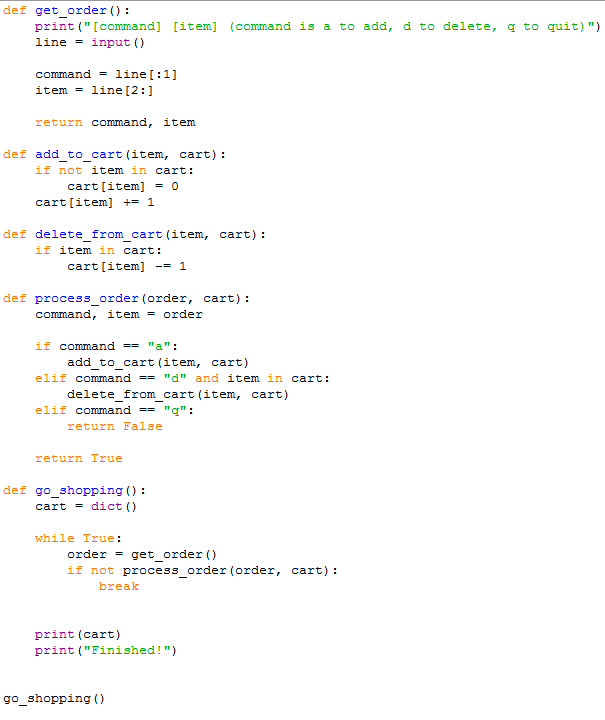 def get_order():
    print("[command] [item] (command is a to add, d to delete, q to quit)")
    line = input()

    command = line[:1]
    item = line[2:]

    return command, item

def add_to_cart(item, cart):
    if not item in cart:
        cart[item] = 0
    cart[item] += 1

def delete_from_cart(item, cart):
    if item in cart:
        cart[item] -= 1

def process_order(order, cart):
    command, item = order

    if command == "a":
        add_to_cart(item, cart)
    elif command == "d" and item in cart:
        delete_from_cart(item, cart)
    elif command == "q":
        return False

    return True

def go_shopping():
    cart = dict()

    while True:
        order = get_order()
        if not process_order(order, cart):
            break


    print(cart)
    print("Finished!")


go_shopping()